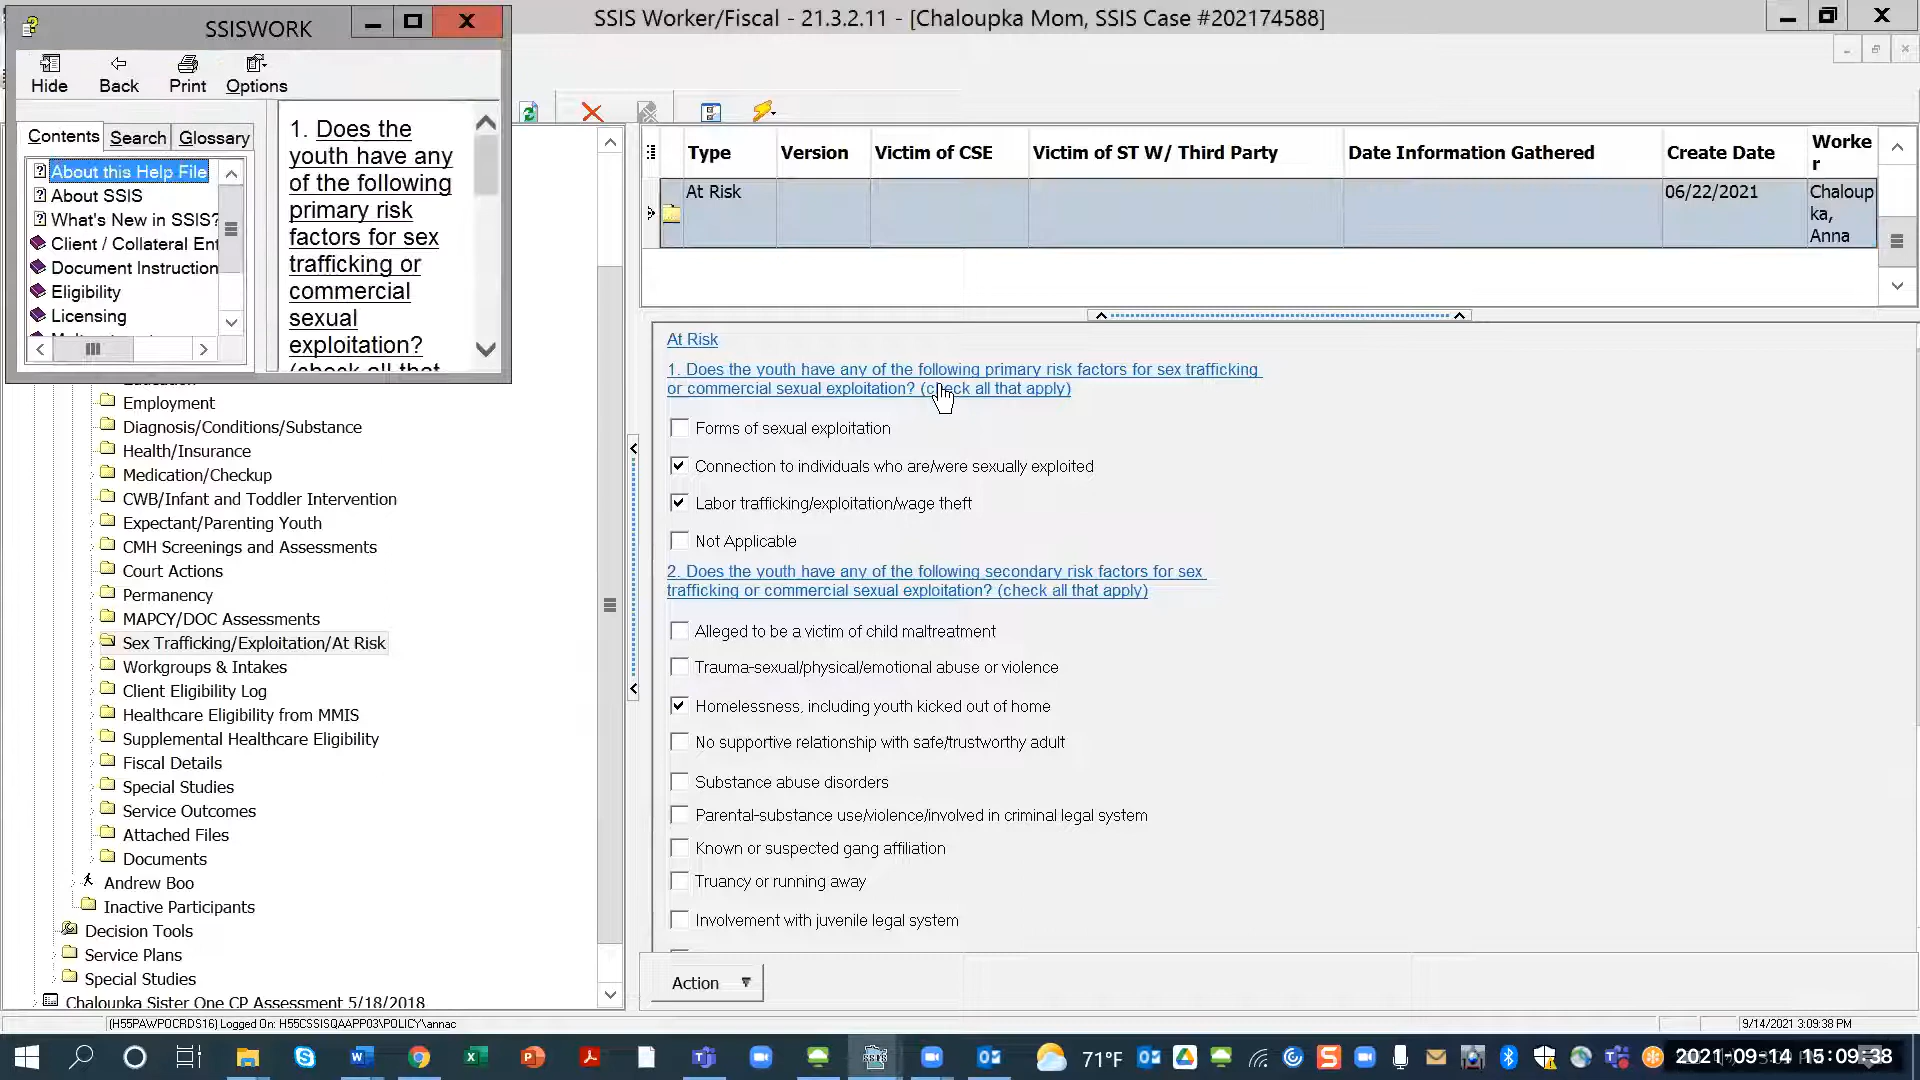 SSISWORK
SSIS Worker/Fiscal - 21.3.2.11 - [Chaloupka Mom, SSIS Case #202174588]
Hide
Back
Print
Options
Contents
Search
Glossary
About this Help File
About SSIS
What's New in SSIS?
Client / Collateral Ent
Document Instruction
Eligibility
Licensing
1. Does the
youth have any
of the following
primary risk
factors for sex
trafficking or
commercial
sexual
exploitation?
(check all that
Type
Version
Victim of CSE
Victim of ST W/ Third Party
Date Information Gathered
Create Date
Worke
r
At Risk
06/22/2021
Chaloup
ka,
Anna
Employment
Diagnosis/Conditions/Substance
Health/Insurance
Medication/Checkup
CWB/Infant and Toddler Intervention
Expectant/Parenting Youth
CMH Screenings and Assessments
Court Actions
Permanency
MAPCY/DOC Assessments
Sex Trafficking/Exploitation/At Risk
Workgroups & Intakes
Client Eligibility Log
Healthcare Eligibility from MMIS
Supplemental Healthcare Eligibility
Fiscal Details
Special Studies
Service Outcomes
Attached Files
Documents
Andrew Boo
Inactive Participants
Decision Tools
Service Plans
Special Studies
Chaloupka Sister One CP Assessment 5/18/2018
At Risk
1. Does the youth have any of the following primary risk factors for sex trafficking
or commercial sexual exploitation? (check all that apply)
Forms of sexual exploitation
Connection to individuals who are/were sexually exploited
Labor trafficking/exploitation/wage theft
Not Applicable
2. Does the youth have any of the following secondary risk factors for sex
trafficking or commercial sexual exploitation? (check all that apply)
Alleged to be a victim of child maltreatment
Trauma-sexual/physical/emotional abuse or violence
Homelessness, including youth kicked out of home
No supportive relationship with safe/trustworthy adult
Substance abuse disorders
Parental-substance use/violence/involved in criminal legal system
Known or suspected gang affiliation
Truancy or running away
Involvement with juvenile legal system
Action
(H55PAWPOCRDS16) Logged On: H55CSSISQAAPP03\POLICY\annac
9/14/2021 3:09:38 PM
71°F
2021-09-14 15:09:38